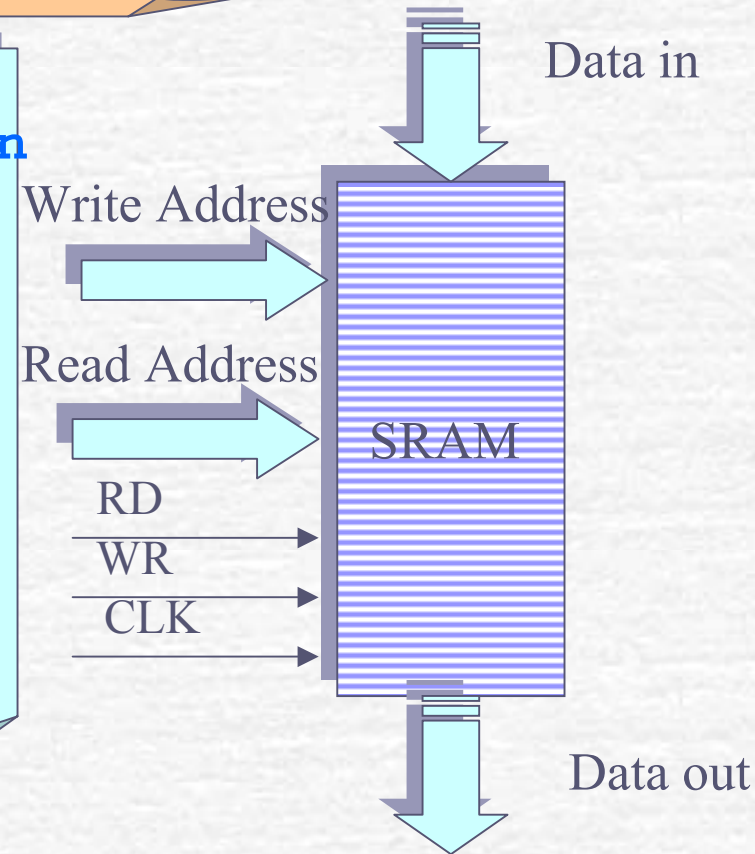 Data in
Write Address
Read Address
SRAM
RD
WR
CLK
Data out